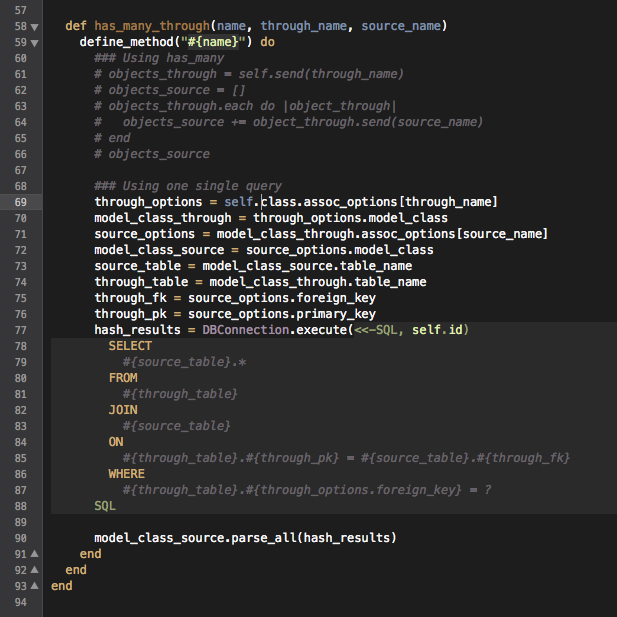 57
58 def has_many_through(name, through_name, source_name)
59 define_method("#{name}") do
60 ### Using has_many
61 # objects_through = self.send(through_name)
62 # objects_source = []
63 # objects_through.each do |object_through|
64 #   objects_source += object_through.send(source_name)
65 # end
66 # objects_source
67
68 ### Using one single query
69 through_options = self.class.assoc_options[through_name]
70 model_class_through = through_options.model_class
71 source_options = model_class_through.assoc_options[source_name]
72 model_class_source = source_options.model_class
73 source_table = model_class_source.table_name
74 through_table = model_class_through.table_name
75 through_fk = source_options.foreign_key
76 through_pk = source_options.primary_key
77 hash_results = DBConnection.execute(<<-SQL, self.id)
78 SELECT
79 #{source_table}.*
80 FROM
81 #{through_table}
82 JOIN
83 #{source_table}
84 ON
85 #{through_table}.#{through_pk} = #{source_table}.#{through_fk}
86 WHERE
87 #{through_table}.#{through_options.foreign_key} = ?
88 SQL
89
90 model_class_source.parse_all(hash_results)
91 end
92 end
93 end
94